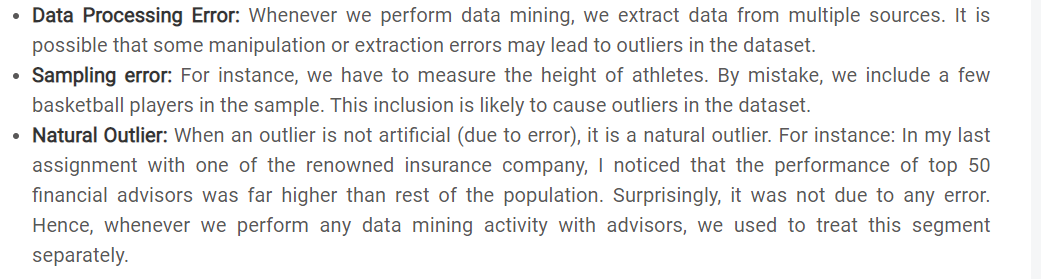 • Data Processing Error: Whenever we perform data mining, we extract data from multiple sources. It is
possible that some manipulation or extraction errors may lead to outliers in the dataset.
• Sampling error: For instance, we have to measure the height of athletes. By mistake, we include a few
basketball players in the sample. This inclusion is likely to cause outliers in the dataset.
• Natural Outlier: When an outlier is not artificial (due to error), it is a natural outlier. For instance: In my last
assignment with one of the renowned insurance company, I noticed that the performance of top 50
financial advisors was far higher than rest of the population. Surprisingly, it was not due to any error.
Hence, whenever we perform any data mining activity with advisors, we used to treat this segment
separately.